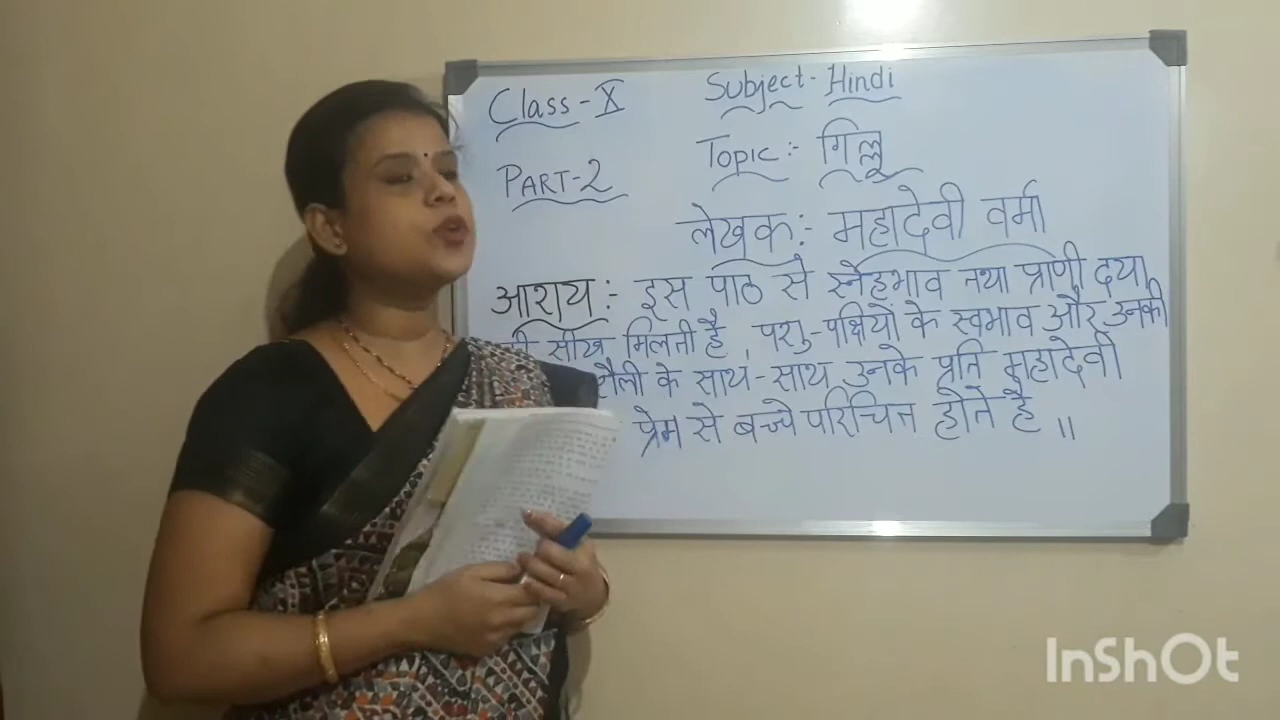 Class - X
Subject - Hindi
PART-2
Topic :- गिल्लू
लेखक :- महादेवी वर्मा
आशय :- इस पाठ से स्नेहभाव तथा प्राणी दया
सीख मिलती है, पशु-पक्षियों के स्वभाव और उनकी
शैली के साथ-साथ उनके प्रति महादेवी
प्रेम से बच्चे परिचित होते है ॥
InShOt